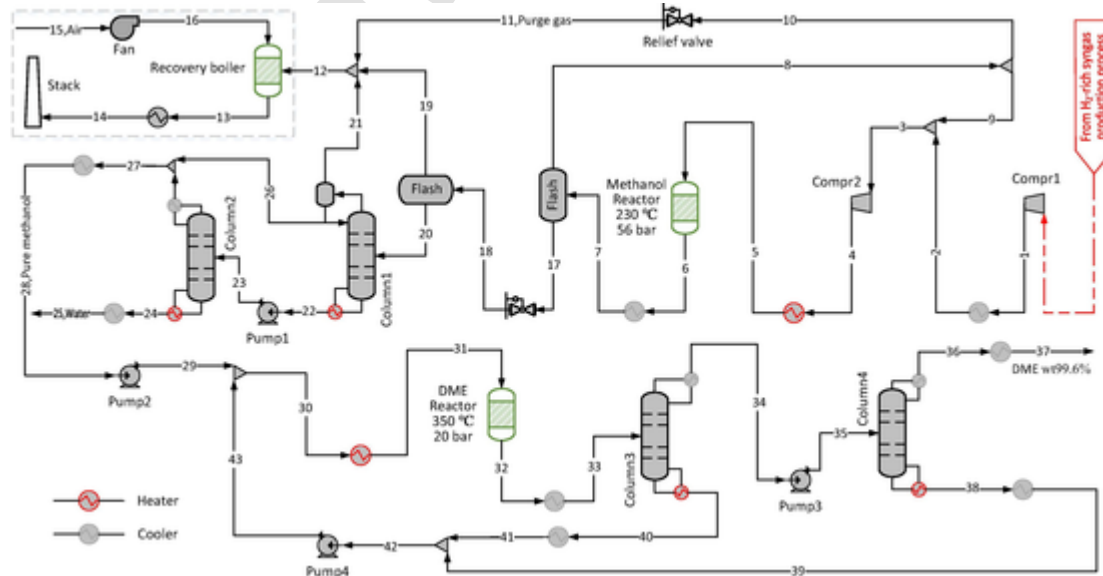 15,Air
16
Fan
Recovery boiler
Stack
14
13
12
11,Purge gas
10
Relief valve
8
19
21
9
3
From H₂-rich syngas
production process
27
26
Column2
28,Pure methanol
23
25,Water
24
22
Pump1
Column1
Flash
20
18
17
Flash
7
Methanol
Reactor
230 ℃
56 bar
6
5
Compr2
4
2
Compr1
1
Pump2
29
30
31
DME
Reactor
350 ℃
20 bar
32
33
Column3
34
Pump3
35
Column4
36
37
DME wt99.6%
38
39
40
41
42
Pump4
43
Heater
Cooler